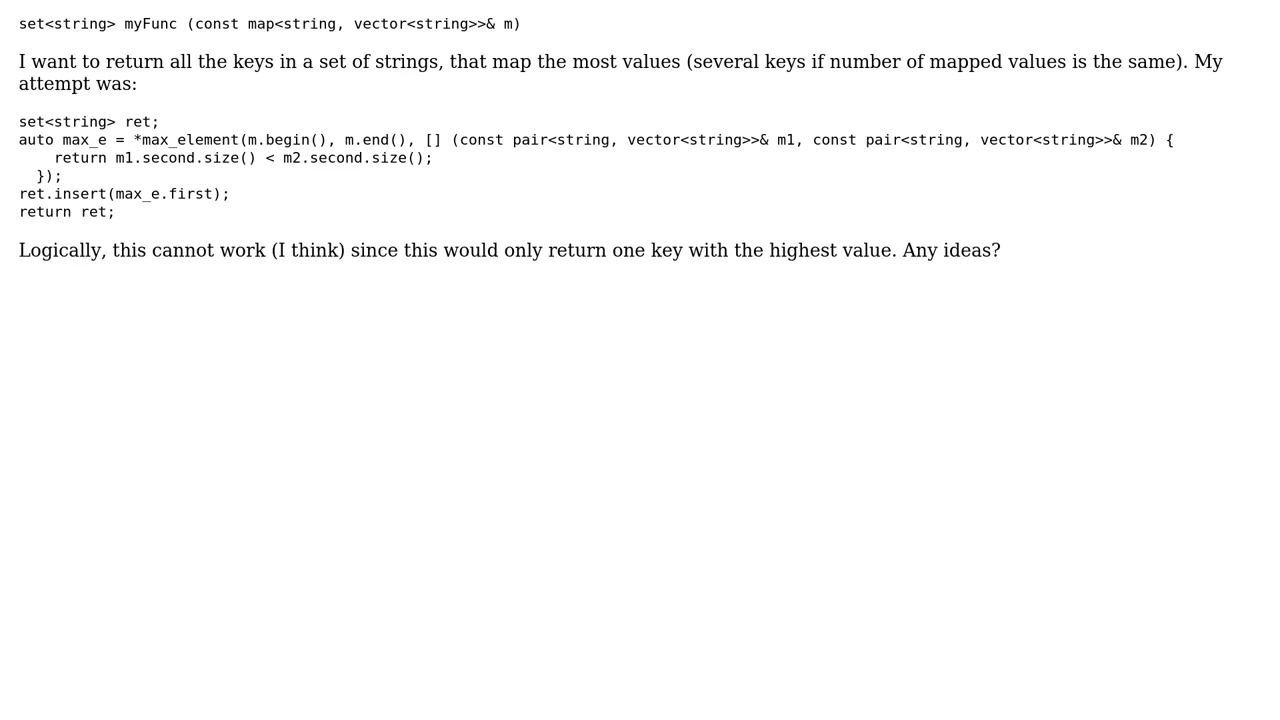 set<string> myFunc (const map<string, vector<string>>& m)
I want to return all the keys in a set of strings, that map the most values (several keys if number of mapped values is the same). My
attempt was:
set<string> ret;
auto max_e = *max_element(m.begin(), m.end(), [] (const pair<string, vector<string>>& m1, const pair<string, vector<string>>& m2) {
    return m1.second.size() < m2.second.size();
  });
ret.insert(max_e.first);
return ret;
Logically, this cannot work (I think) since this would only return one key with the highest value. Any ideas?